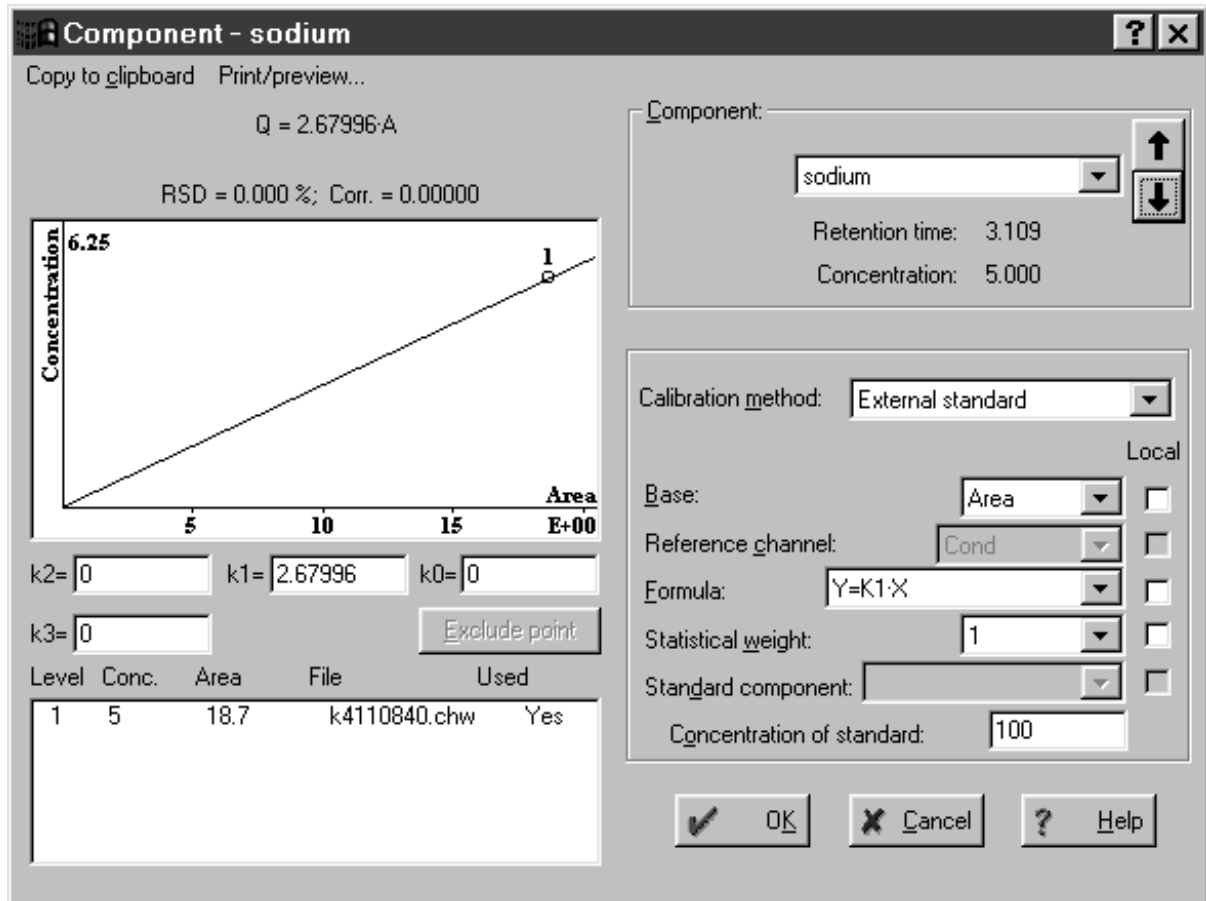 Component - sodium
Copy to clipboard Print/preview...
Q = 2.67996·A
RSD = 0.000 %; Corr. = 0.00000
Concentration
6.25
1
Area
5 10 15 E+00
k2= 0 k1= 2.67996 k0= 0
k3= 0 Exclude point
Level Conc. Area File Used
1 5 18.7 k4110840.chw Yes
Component:
sodium
Retention time: 3.109
Concentration: 5.000
Calibration method: External standard
Local
Base: Area
Reference channel: Cond
Formula: Y=K1·X
Statistical weight: 1
Standard component:
Concentration of standard: 100
OK Cancel ? Help